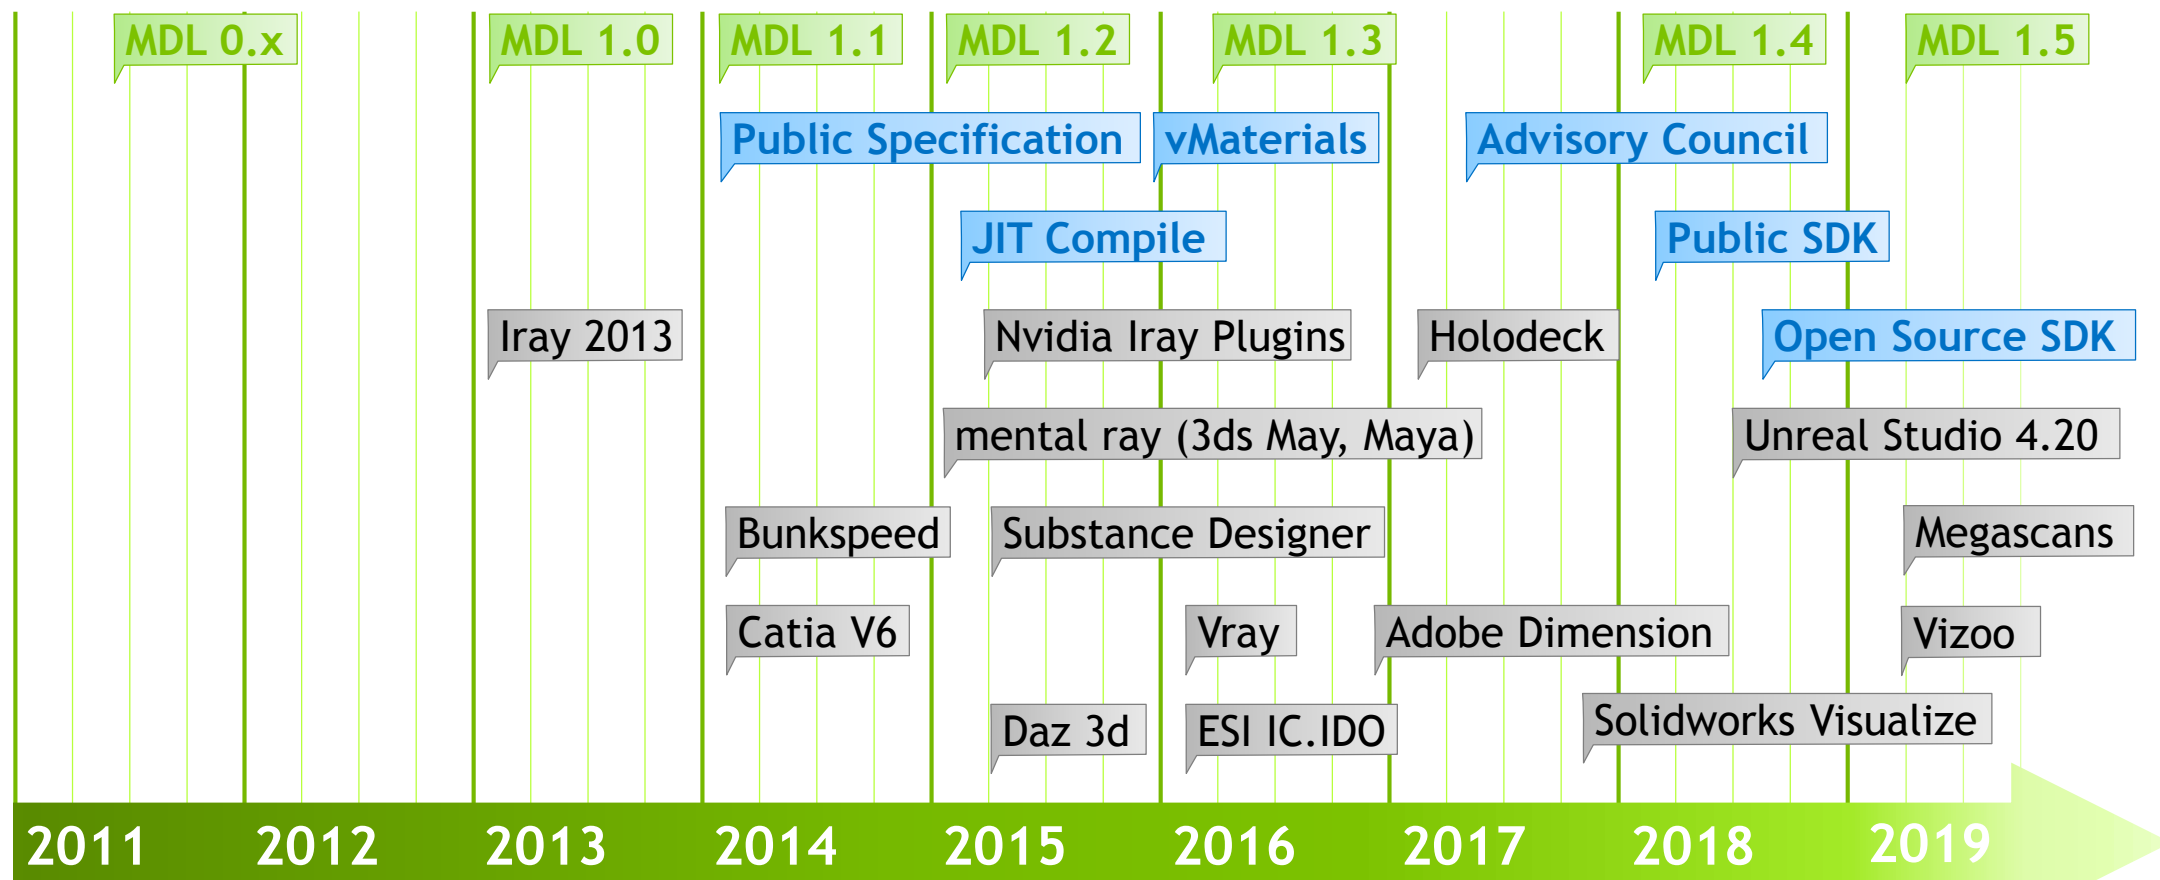 MDL 0.x
MDL 1.0
MDL 1.1
MDL 1.2
MDL 1.3
MDL 1.4
MDL 1.5
Public Specification
vMaterials
Advisory Council
JIT Compile
Public SDK
Iray 2013
Nvidia Iray Plugins
Holodeck
Open Source SDK
mental ray (3ds May, Maya)
Unreal Studio 4.20
Bunkspeed
Substance Designer
Megascans
Catia V6
Vray
Adobe Dimension
Vizoo
Daz 3d
ESI IC.IDO
Solidworks Visualize
2011
2012
2013
2014
2015
2016
2017
2018
2019